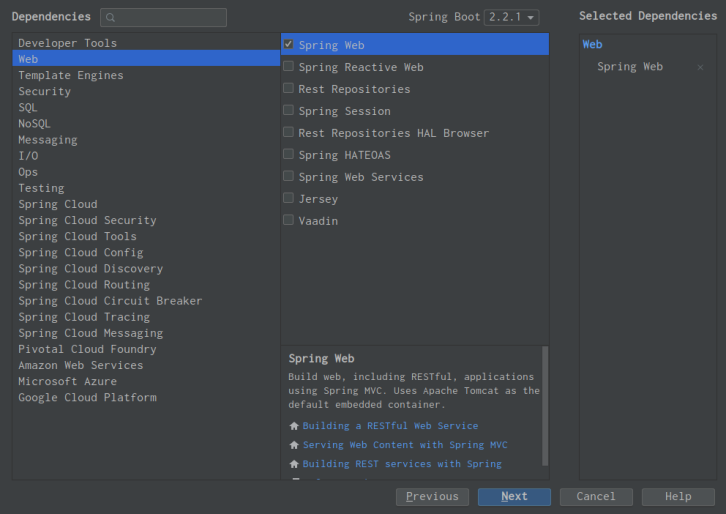 Dependencies
Spring Boot 2.2.1
Selected Dependencies
Developer Tools
Web
Template Engines
Security
SQL
NoSQL
Messaging
I/O
Ops
Testing
Spring Cloud
Spring Cloud Security
Spring Cloud Tools
Spring Cloud Config
Spring Cloud Discovery
Spring Cloud Routing
Spring Cloud Circuit Breaker
Spring Cloud Tracing
Spring Cloud Messaging
Pivotal Cloud Foundry
Amazon Web Services
Microsoft Azure
Google Cloud Platform
Spring Web
Spring Reactive Web
Rest Repositories
Spring Session
Rest Repositories HAL Browser
Spring HATEOAS
Spring Web Services
Jersey
Vaadin
Spring Web
Build web, including RESTful, applications
using Spring MVC. Uses Apache Tomcat as the
default embedded container.
Building a RESTful Web Service
Serving Web Content with Spring MVC
Building REST services with Spring
Web
Spring Web ×
Previous
Next
Cancel
Help